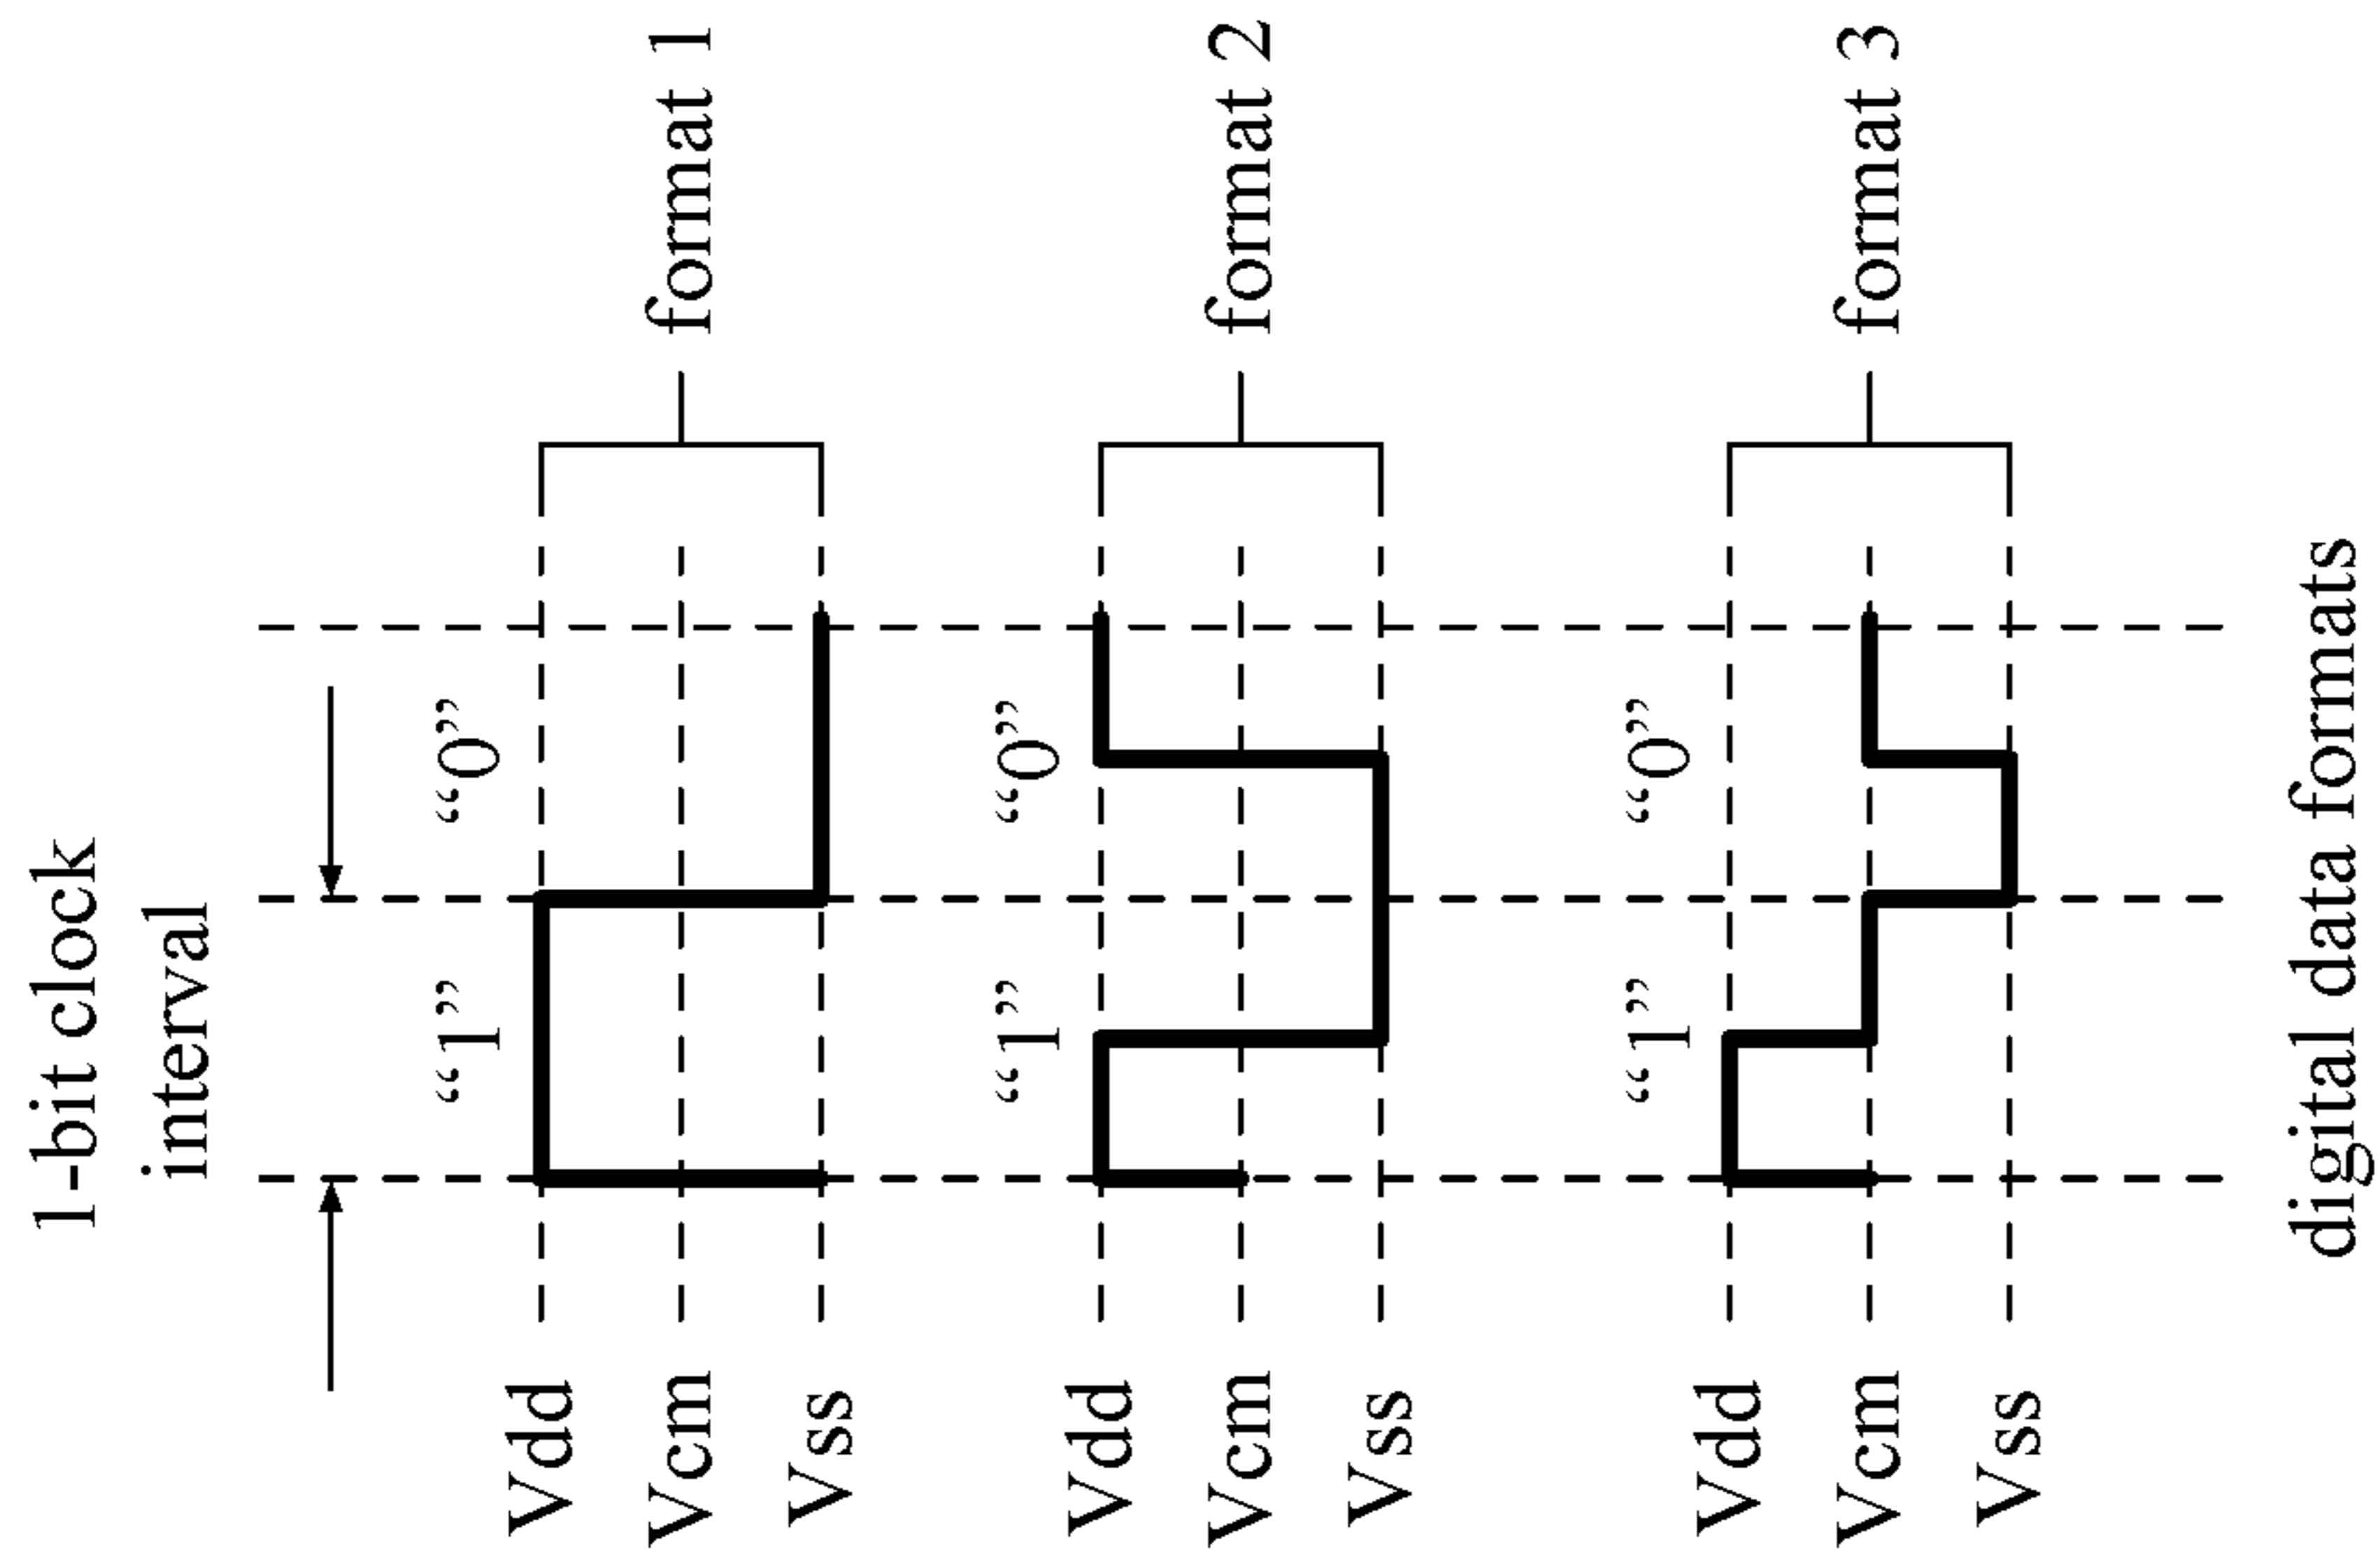 1-bit clock
interval
“1” “0”
Vdd
Vcm
Vss
format 1
“1” “0”
Vdd
Vcm
Vss
format 2
“1” “0”
Vdd
Vcm
Vss
format 3
digital data formats